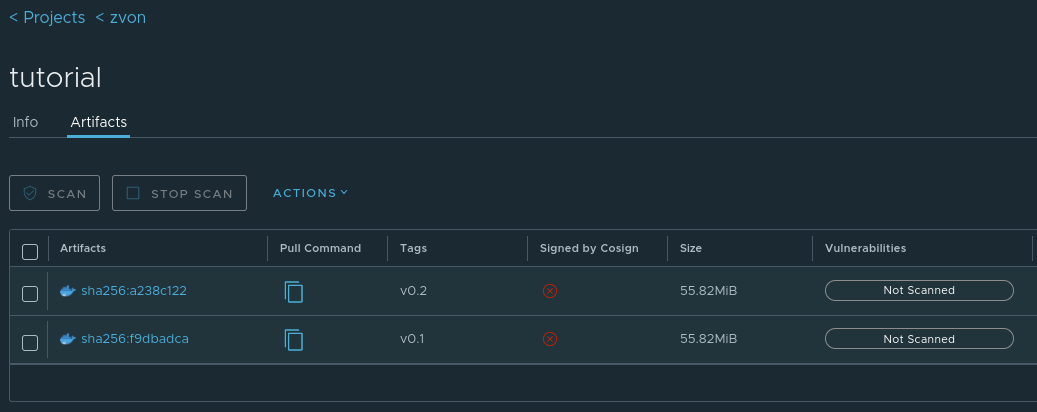 < Projects < zvon
tutorial
Info Artifacts
SCAN STOP SCAN ACTIONS
Artifacts Pull Command Tags Signed by Cosign Size Vulnerabilities
sha256:a238c122 v0.2 55.82MiB Not Scanned
sha256:f9dbadca v0.1 55.82MiB Not Scanned